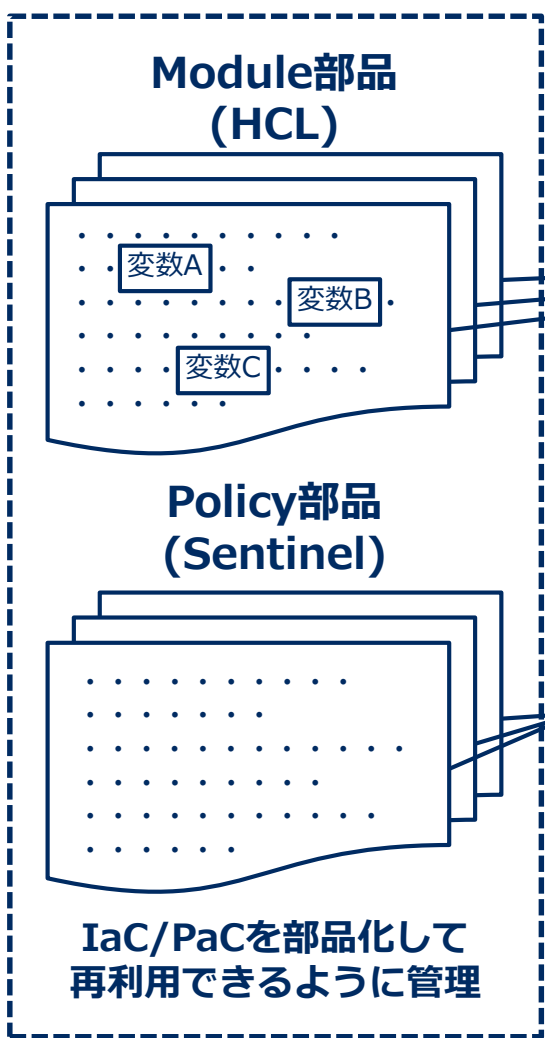 Module部品
(HCL)
変数A
変数B
変数C
Policy部品
(Sentinel)
IaC/PaCを部品化して
再利用できるように管理